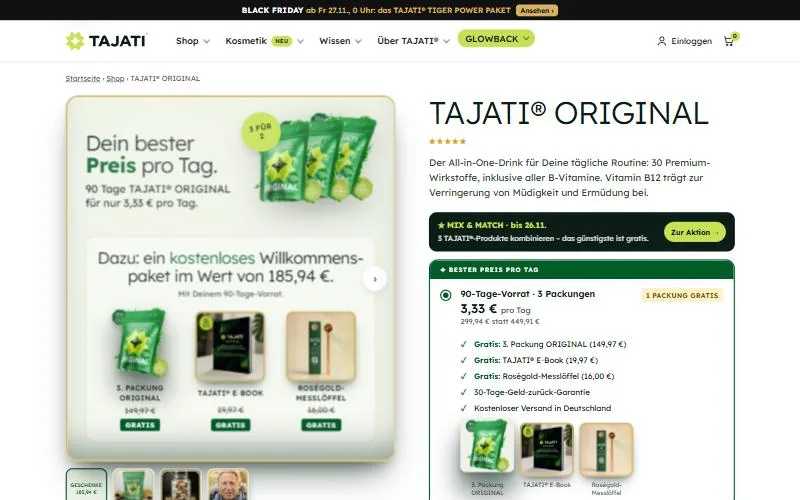 BLACK FRIDAY ab Fr 27.11., 0 Uhr: das TAJATI® TIGER POWER PAKET Ansehen ›
TAJATI
Shop Kosmetik NEU Wissen Über TAJATI® GLOWBACK Einloggen 0
Startseite › Shop › TAJATI® ORIGINAL
3 FÜR
2
Dein bester
Preis pro Tag.
90 Tage TAJATI® ORIGINAL
für nur 3,33 € pro Tag.
Dazu: ein kostenloses Willkommens-
paket im Wert von 185,94 €.
Mit Deinem 90-Tage-Vorrat.
TAJATI
3. PACKUNG
ORIGINAL
149,97 €
GRATIS
TAJATI® E-BOOK
19,97 €
GRATIS
ROSÉGOLD-
MESSLÖFFEL
16,00 €
GRATIS
GESCHENKE
185,94 €
TAJATI® ORIGINAL
Der All-in-One-Drink für Deine tägliche Routine: 30 Premium-
Wirkstoffe, inklusive aller B-Vitamine. Vitamin B12 trägt zur
Verringerung von Müdigkeit und Ermüdung bei.
★ MIX & MATCH · bis 26.11.
3 TAJATI®-Produkte kombinieren – das günstigste ist gratis.
Zur Aktion →
✦ BESTER PREIS PRO TAG
90-Tage-Vorrat · 3 Packungen
1 PACKUNG GRATIS
3,33 € pro Tag
299,94 € statt 449,91 €
✓ Gratis: 3. Packung ORIGINAL (149,97 €)
✓ Gratis: TAJATI® E-Book (19,97 €)
✓ Gratis: Roségold-Messlöffel (16,00 €)
✓ 30-Tage-Geld-zurück-Garantie
✓ Kostenloser Versand in Deutschland
3. Packung
ORIGINAL
TAJATI® E-Book
Roségold-
Messlöffel